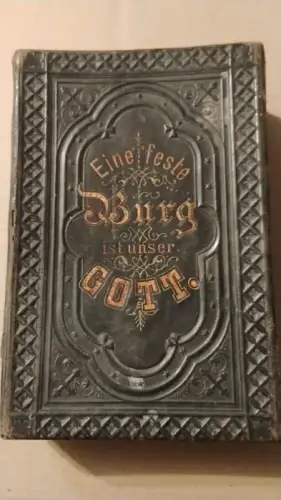 Eine feste
Burg
ist unser
GOTT.